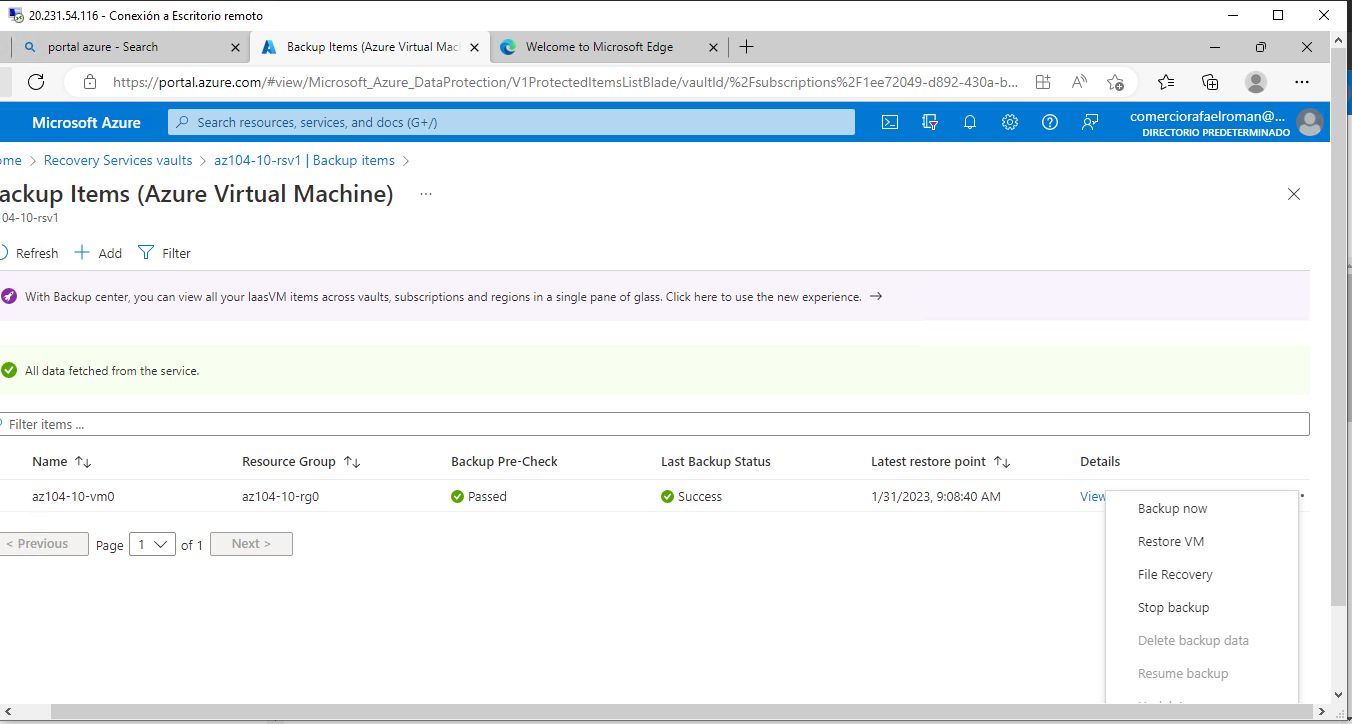 20.231.54.116 - Conexión a Escritorio remoto
portal azure - Search
Backup Items (Azure Virtual Mac
Welcome to Microsoft Edge
https://portal.azure.com/#view/Microsoft_Azure_DataProtection/V1ProtectedItemsListBlade/vaultId/%2Fsubscriptions%2F1ee72049-d892-430a-b...
Microsoft Azure
Search resources, services, and docs (G+/)
comerciorafaelroman@...
DIRECTORIO PREDETERMINADO
ome > Recovery Services vaults > az104-10-rsv1 | Backup items >
ackup Items (Azure Virtual Machine) ...
04-10-rsv1
Refresh + Add Filter
With Backup center, you can view all your IaasVM items across vaults, subscriptions and regions in a single pane of glass. Click here to use the new experience. →
All data fetched from the service.
Filter items ...
Name ↑↓ Resource Group ↑↓ Backup Pre-Check Last Backup Status Latest restore point ↑↓ Details
az104-10-vm0 az104-10-rg0 Passed Success 1/31/2023, 9:08:40 AM View
Backup now
Restore VM
File Recovery
Stop backup
Delete backup data
Resume backup
< Previous Page 1 of 1 Next >